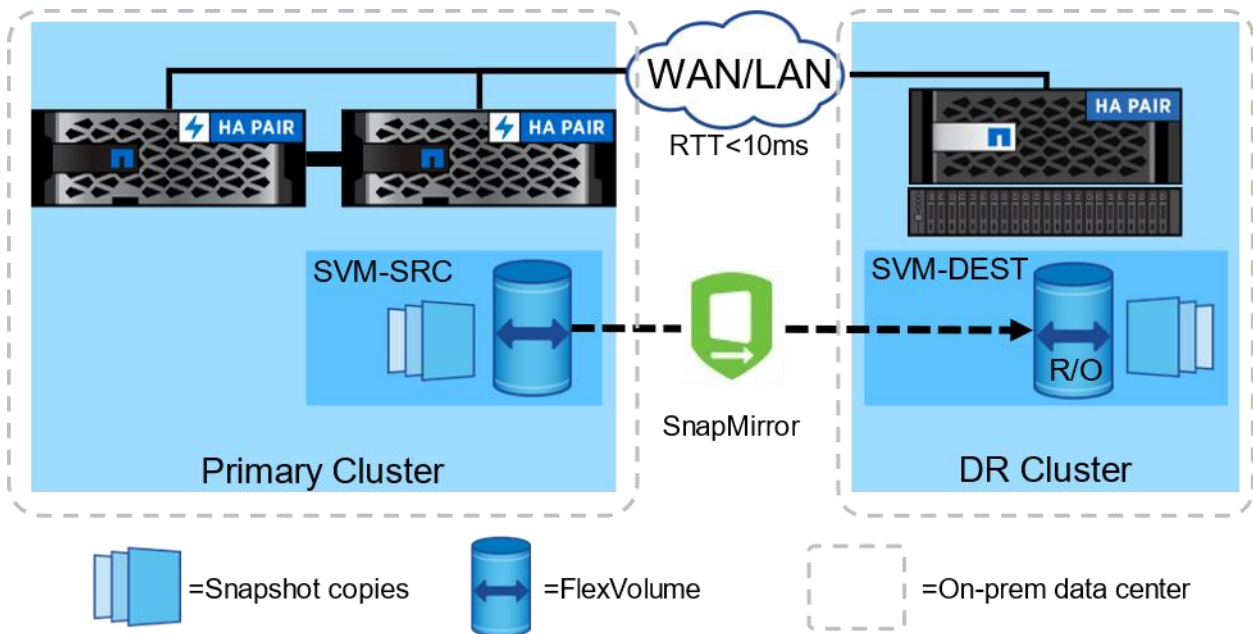 WAN/LAN
HA PAIR
HA PAIR
HA PAIR
RTT<10ms
SVM-SRC
SVM-DEST
R/O
SnapMirror
Primary Cluster
DR Cluster
=Snapshot copies
=FlexVolume
=On-prem data center